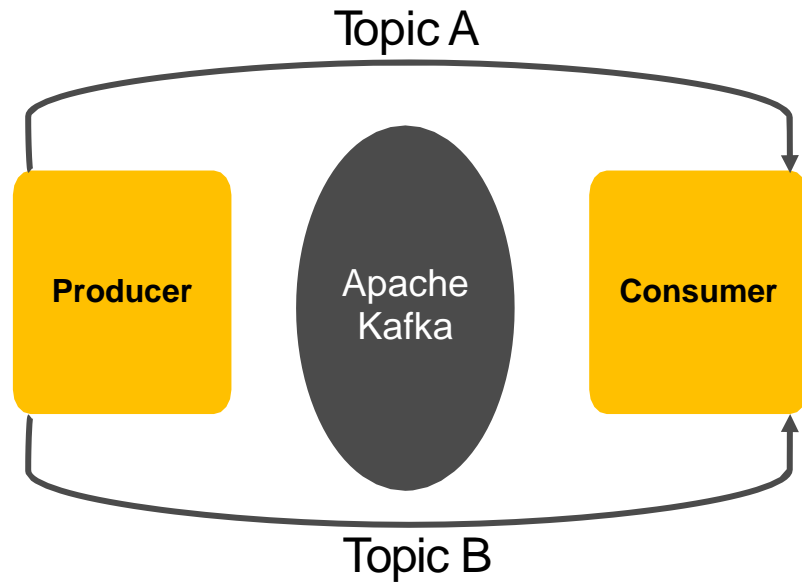 Topic A
Producer
Apache
Kafka
Consumer
Topic B